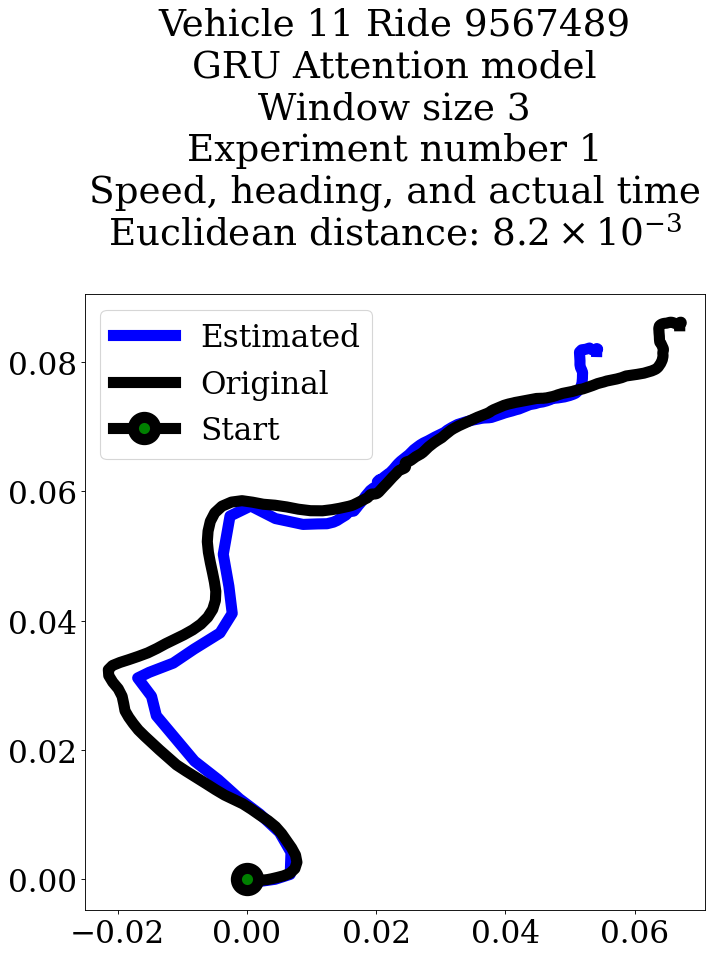 Vehicle 11 Ride 9567489
GRU Attention model
Window size 3
Experiment number 1
Speed, heading, and actual time
Euclidean distance: 8.2 × 10⁻³
Estimated
Original
Start
0.08
0.06
0.04
0.02
0.00
−0.02 0.00 0.02 0.04 0.06